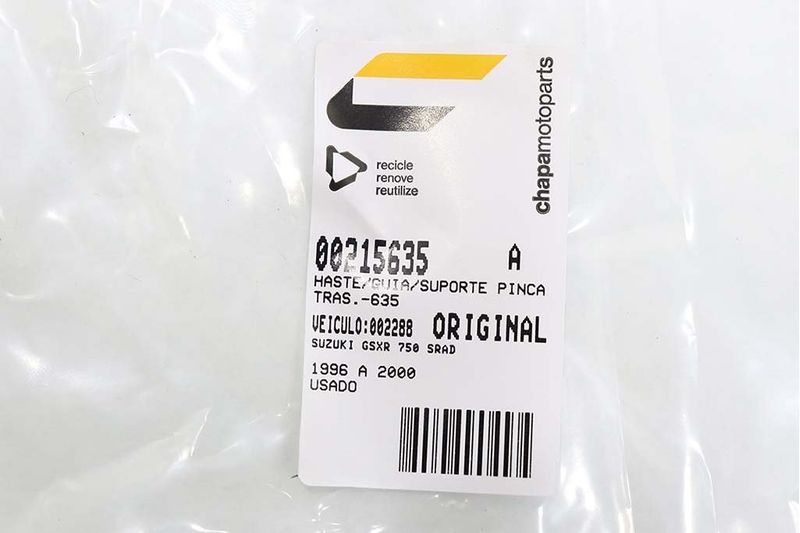 chapamotoparts
recicle
renove
reutilize
00215635 A
HASTE/GUIA/SUPORTE PINCA
TRAS.-635
VEICULO:002288 ORIGINAL
SUZUKI GSXR 750 SRAD
1996 A 2000
USADO